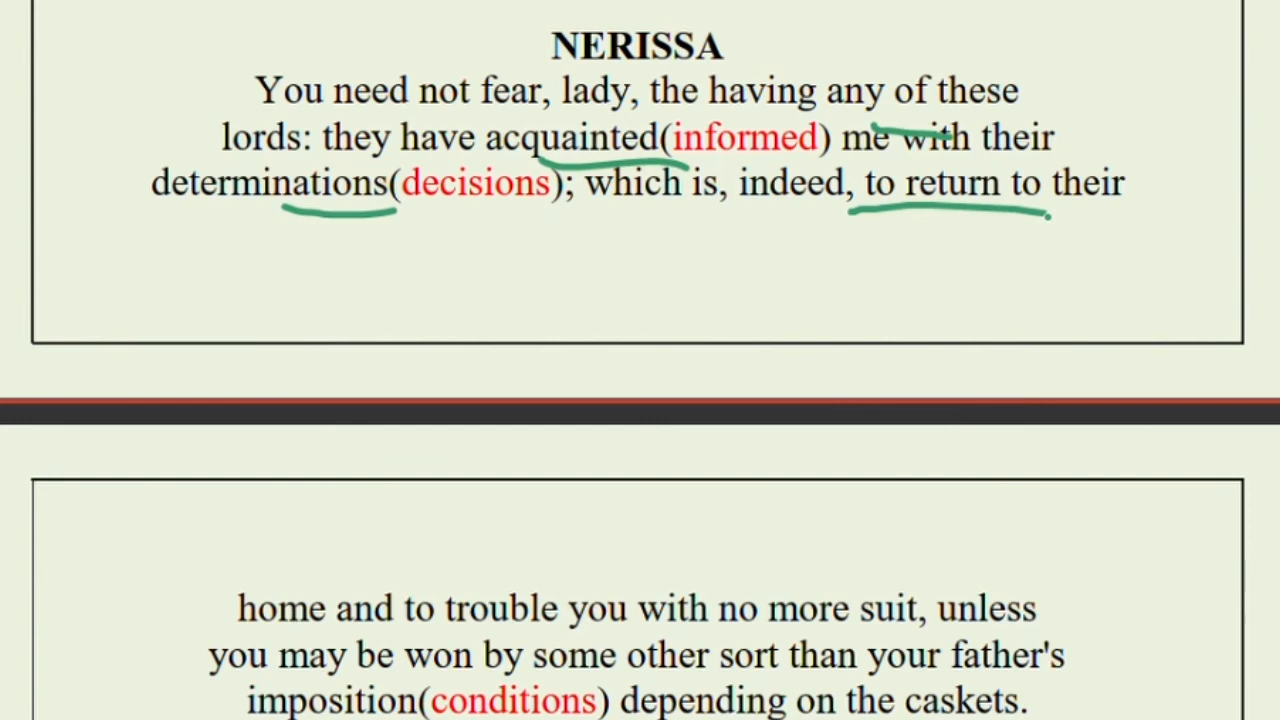 NERISSA
You need not fear, lady, the having any of these
lords: they have acquainted(informed) me with their
determinations(decisions); which is, indeed, to return to their
home and to trouble you with no more suit, unless
you may be won by some other sort than your father's
imposition(conditions) depending on the caskets.